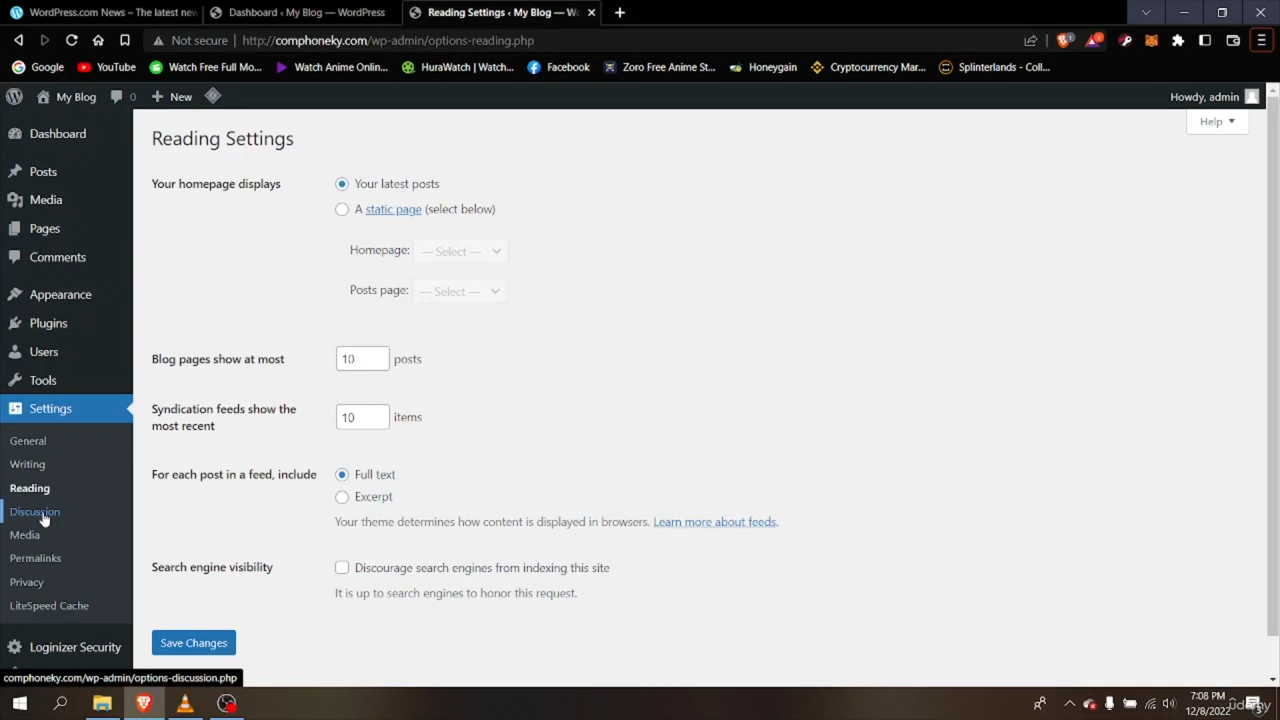 WordPress.com News – The latest new
Dashboard ‹ My Blog — WordPress
Reading Settings ‹ My Blog — Wo
Not secure
http://comphoneky.com/wp-admin/options-reading.php
Google
YouTube
Watch Free Full Mo...
Watch Anime Online...
HuraWatch | Watch...
Facebook
Zoro Free Anime St...
Honeygain
Cryptocurrency Mar...
Splinterlands - Coll...
My Blog
0
New
Howdy, admin
Help
Dashboard
Posts
Media
Pages
Comments
Appearance
Plugins
Users
Tools
Settings
General
Writing
Reading
Discussion
Media
Permalinks
Privacy
LiteSpeed Cache
Loginizer Security
Reading Settings
Your homepage displays
Your latest posts
A static page (select below)
Homepage: — Select —
Posts page: — Select —
Blog pages show at most
10 posts
Syndication feeds show the
most recent
10 items
For each post in a feed, include
Full text
Excerpt
Your theme determines how content is displayed in browsers. Learn more about feeds.
Search engine visibility
Discourage search engines from indexing this site
It is up to search engines to honor this request.
Save Changes
comphoneky.com/wp-admin/options-discussion.php
7:08 PM
12/8/2022
udemy